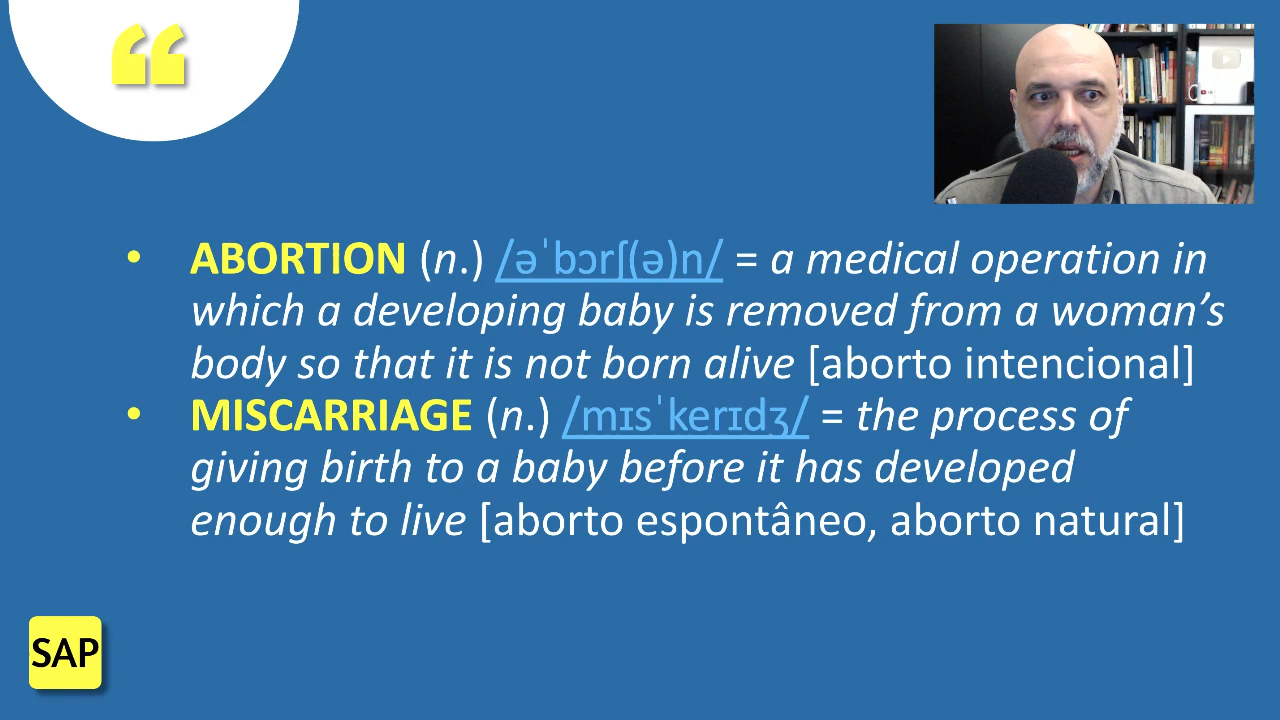 “
• ABORTION (n.) /əˈbɔrʃ(ə)n/ = a medical operation in
which a developing baby is removed from a woman’s
body so that it is not born alive [aborto intencional]
• MISCARRIAGE (n.) /mɪsˈkerɪdʒ/ = the process of
giving birth to a baby before it has developed
enough to live [aborto espontâneo, aborto natural]
SAP